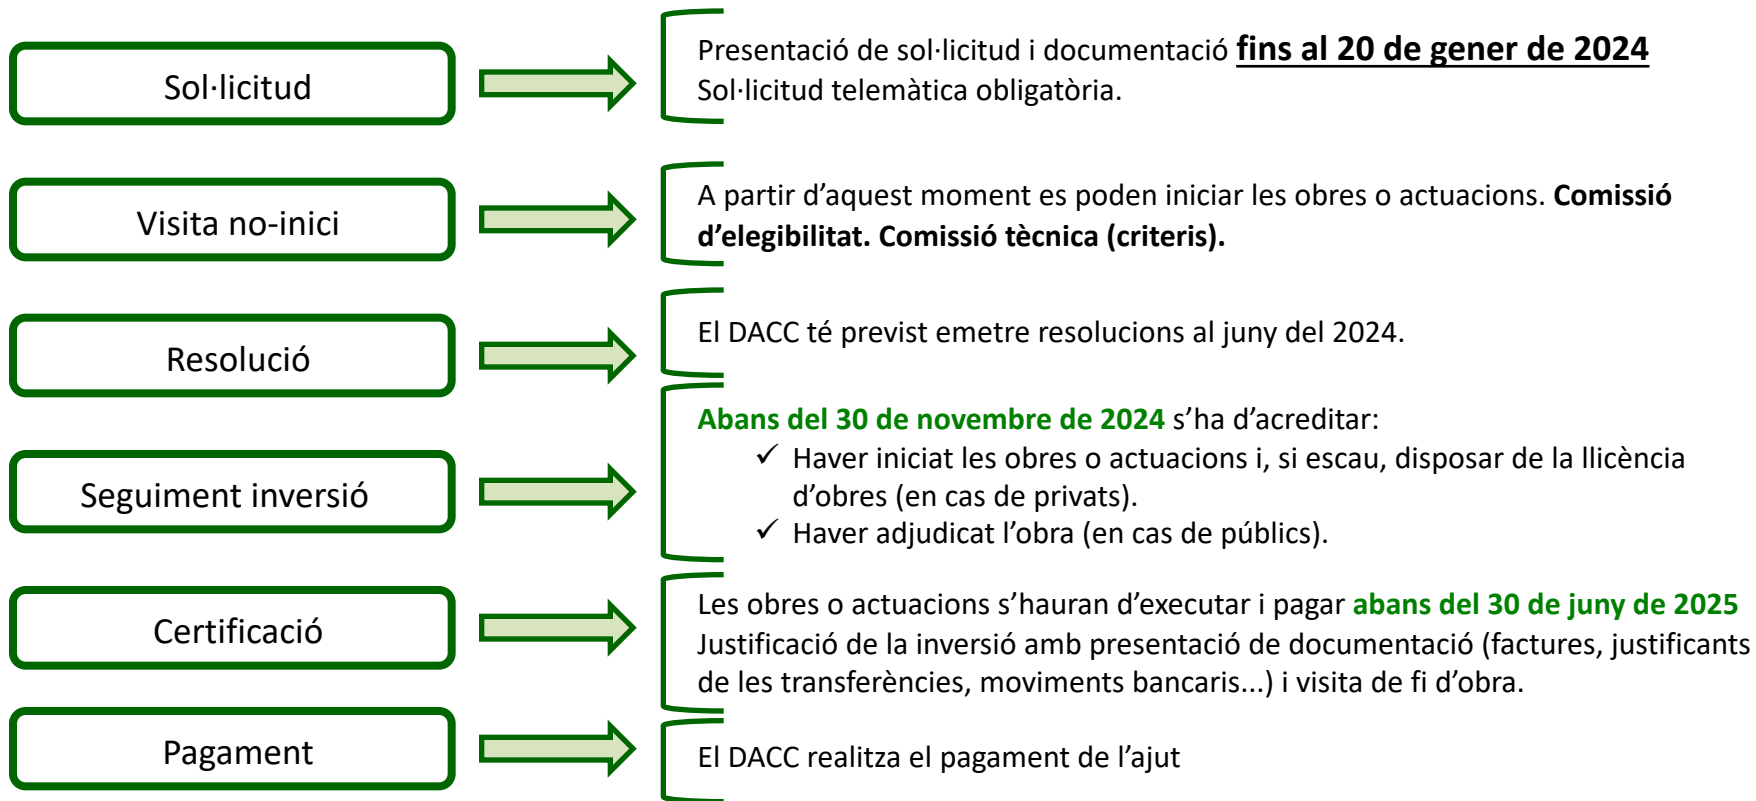 Sol·licitud
Presentació de sol·licitud i documentació fins al 20 de gener de 2024
Sol·licitud telemàtica obligatòria.
Visita no-inici
A partir d’aquest moment es poden iniciar les obres o actuacions. Comissió
d’elegibilitat. Comissió tècnica (criteris).
Resolució
El DACC té previst emetre resolucions al juny del 2024.
Seguiment inversió
Abans del 30 de novembre de 2024 s’ha d’acreditar:
✓ Haver iniciat les obres o actuacions i, si escau, disposar de la llicència
d’obres (en cas de privats).
✓ Haver adjudicat l’obra (en cas de públics).
Certificació
Les obres o actuacions s’hauran d’executar i pagar abans del 30 de juny de 2025
Justificació de la inversió amb presentació de documentació (factures, justificants
de les transferències, moviments bancaris...) i visita de fi d’obra.
Pagament
El DACC realitza el pagament de l’ajut